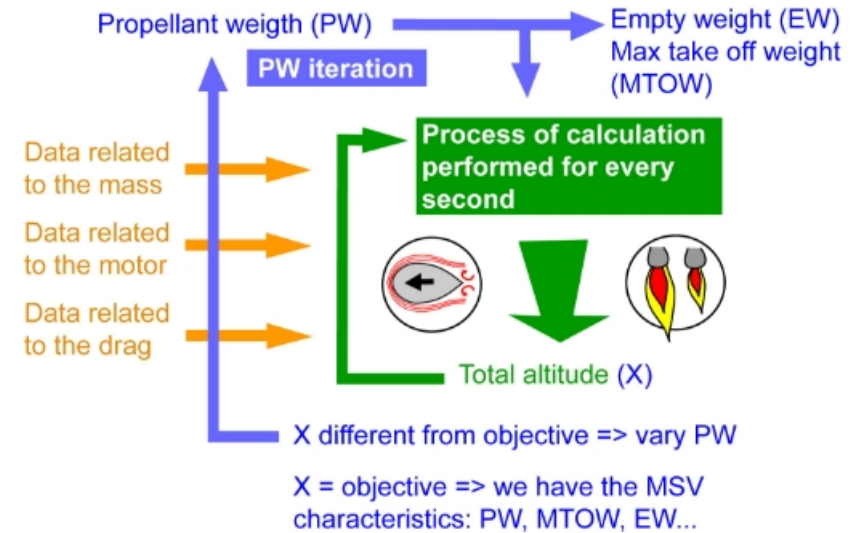 Propellant weigth (PW)
Empty weight (EW)
Max take off weight
(MTOW)
PW iteration
Process of calculation
performed for every
second
Data related
to the mass
Data related
to the motor
Data related
to the drag
Total altitude (X)
X different from objective => vary PW
X = objective => we have the MSV
characteristics: PW, MTOW, EW...